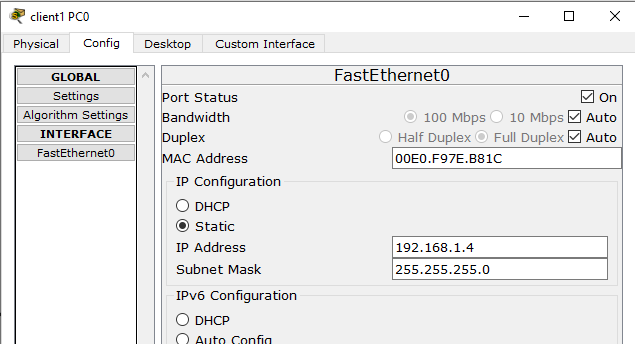 client1 PC0
Physical Config Desktop Custom Interface
GLOBAL
Settings
Algorithm Settings
INTERFACE
FastEthernet0
FastEthernet0
Port Status On
Bandwidth 100 Mbps 10 Mbps Auto
Duplex Half Duplex Full Duplex Auto
MAC Address 00E0.F97E.B81C
IP Configuration
DHCP
Static
IP Address 192.168.1.4
Subnet Mask 255.255.255.0
IPv6 Configuration
DHCP
Auto Config